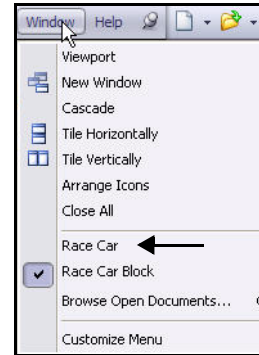 Window Help
Viewport
New Window
Cascade
Tile Horizontally
Tile Vertically
Arrange Icons
Close All
Race Car
Race Car Block
Browse Open Documents...
Customize Menu